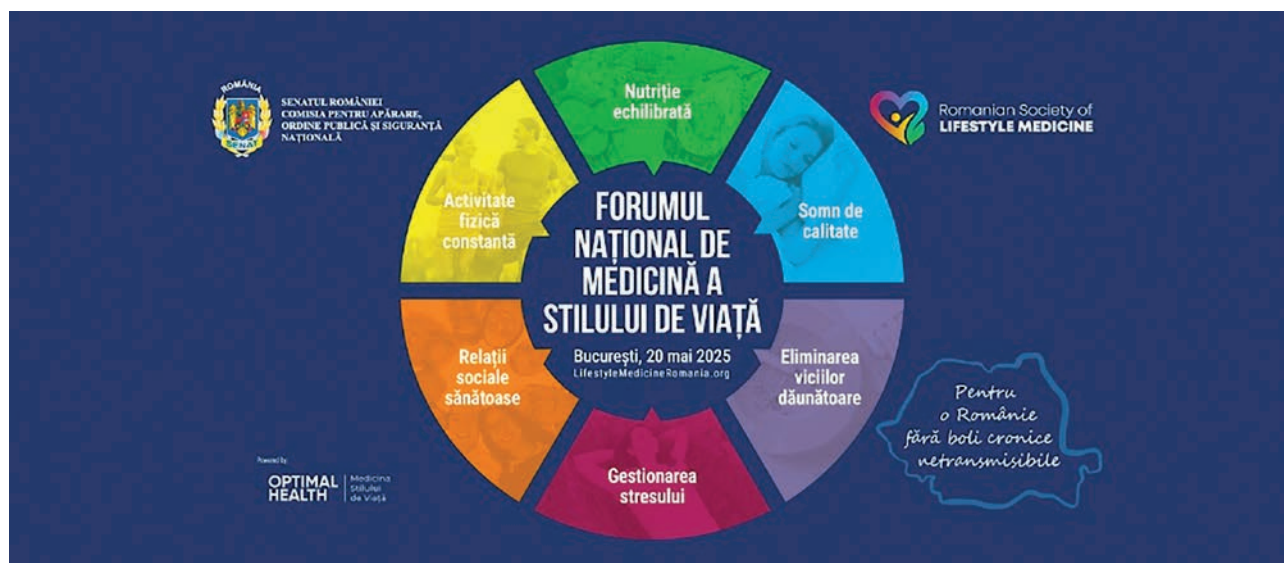 ROMÂNIA
SENAT
SENATUL ROMÂNIEI
COMISIA PENTRU APĂRARE,
ORDINE PUBLICĂ ȘI SIGURANȚĂ
NAȚIONALĂ
Romanian Society of
LIFESTYLE MEDICINE
Nutriție
echilibrată
Activitate
fizică
constantă
Somn de
calitate
FORUMUL
NAȚIONAL DE
MEDICINĂ A
STILULUI DE VIAȚĂ
București, 20 mai 2025
LifestyleMedicineRomania.org
Relații
sociale
sănătoase
Eliminarea
viciilor
dăunătoare
Gestionarea
stresului
Pentru
o Românie
fără boli cronice
netransmisibile
Powered by:
OPTIMAL
HEALTH
Medicina
Stilului
de Viață